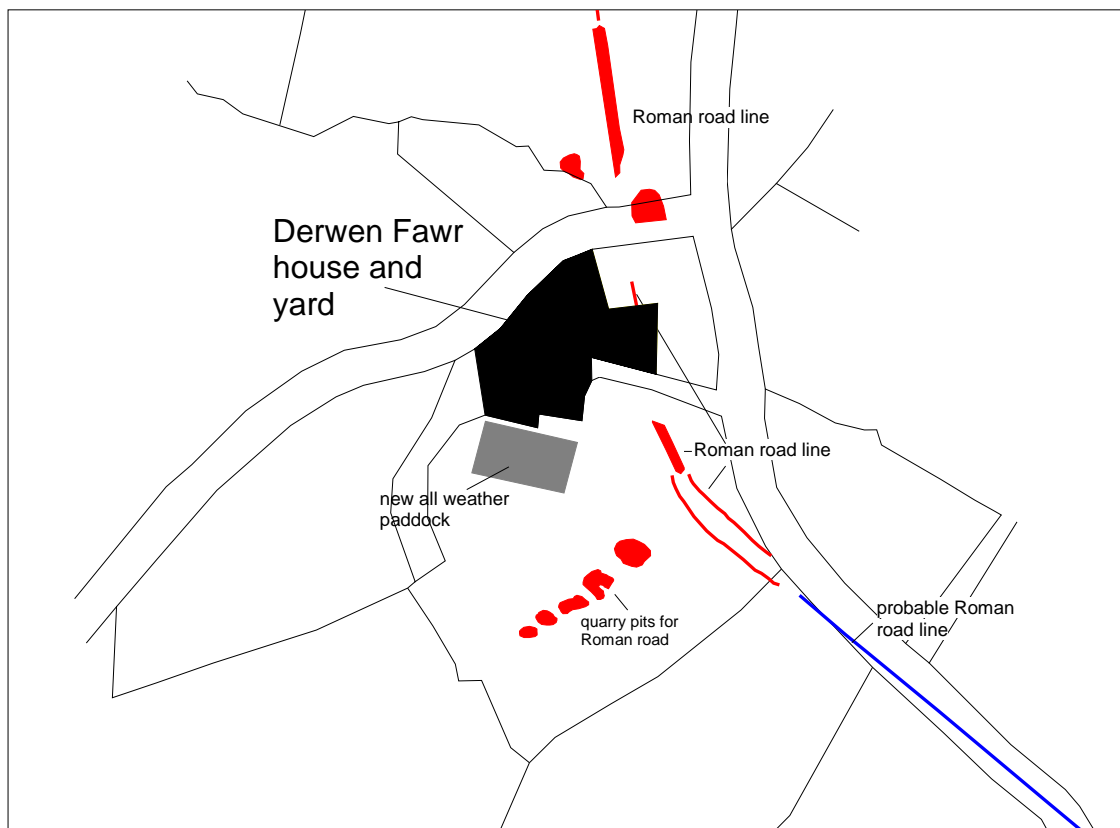 Roman road line
Derwen Fawr
house and
yard
Roman road line
new all weather
paddock
quarry pits for
Roman road
probable Roman
road line